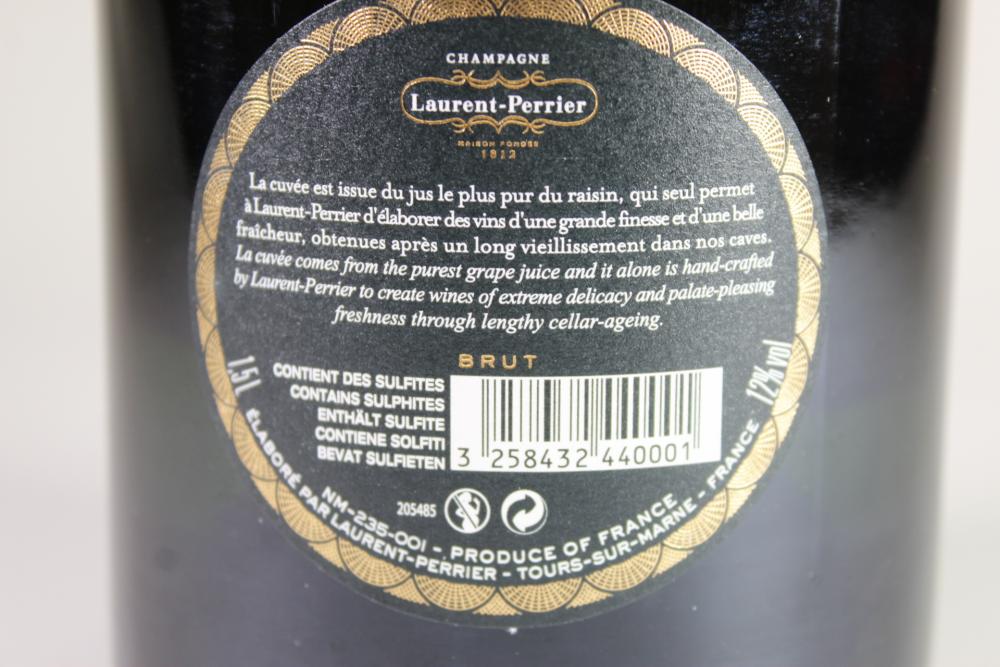 CHAMPAGNE
Laurent-Perrier
MAISON FONDÉE
1812
La cuvée est issue du jus le plus pur du raisin, qui seul permet
à Laurent-Perrier d'élaborer des vins d'une grande finesse et d'une belle
fraîcheur, obtenues après un long vieillissement dans nos caves.
La cuvée comes from the purest grape juice and it alone is hand-crafted
by Laurent-Perrier to create wines of extreme delicacy and palate-pleasing
freshness through lengthy cellar-ageing.
BRUT
1,5 L
12% vol
CONTIENT DES SULFITES
CONTAINS SULPHITES
ENTHÄLT SULFITE
CONTIENE SOLFITI
BEVAT SULFIETEN
3 258432 440001
205485
NM-235-001 - PRODUCE OF FRANCE
ÉLABORÉ PAR LAURENT-PERRIER - TOURS-SUR-MARNE - FRANCE